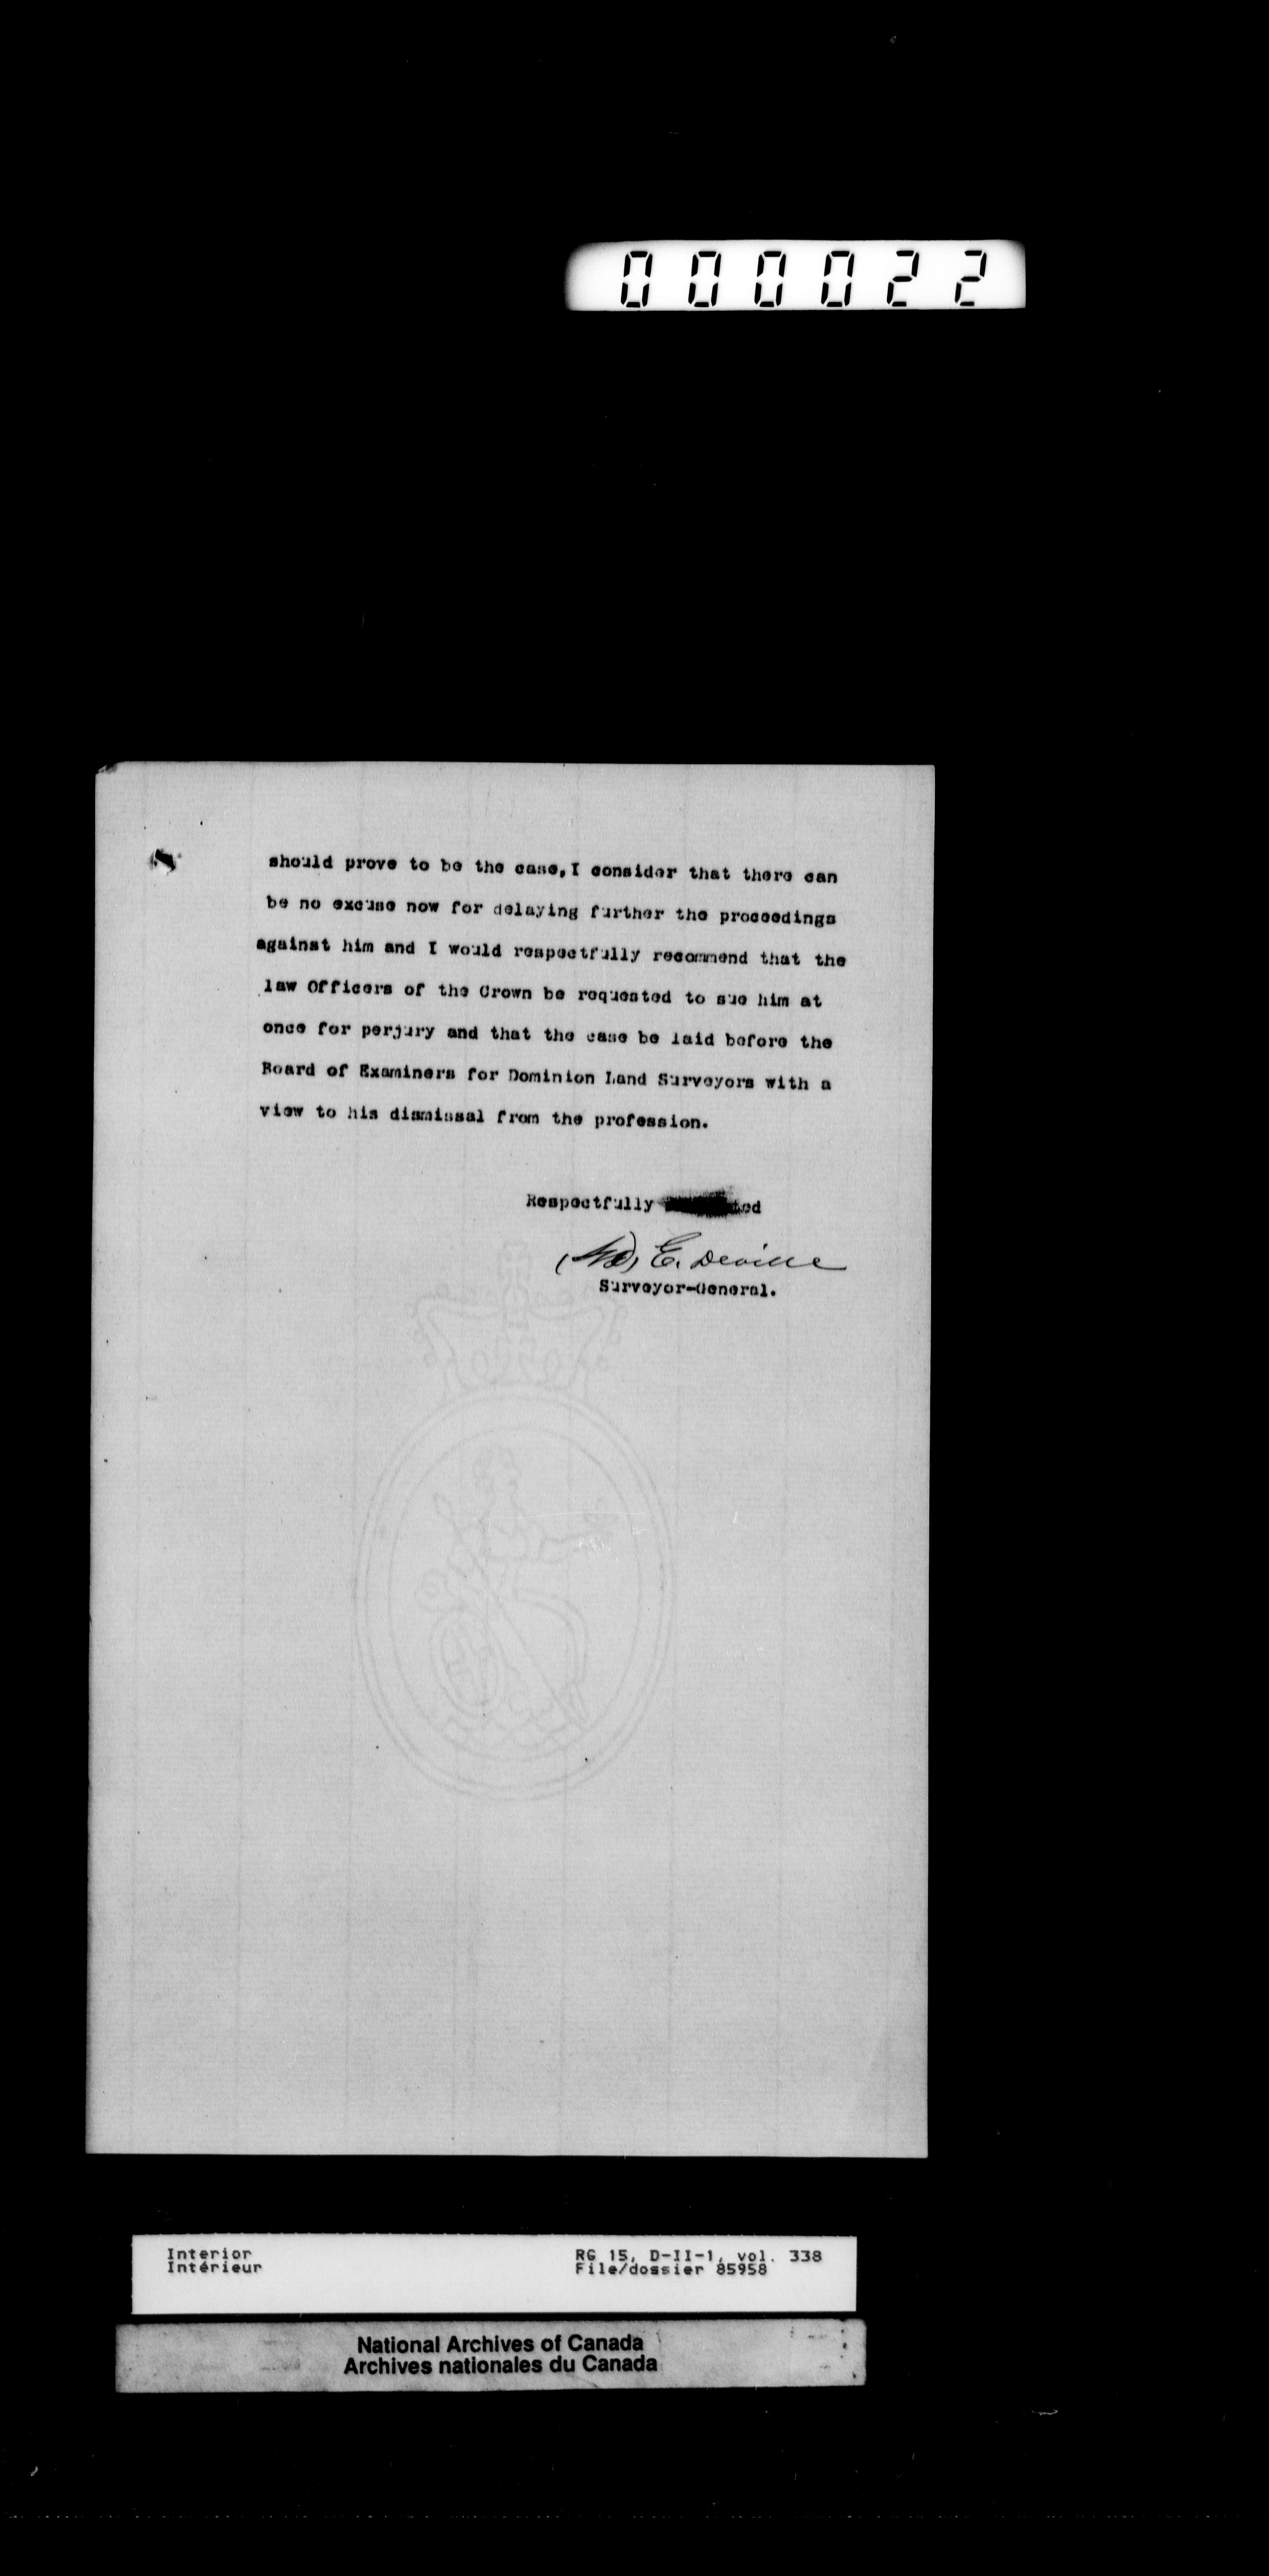 000022
should prove to be the case, I consider that there can
be no excuse now for delaying further the proceedings
against him and I would respectfully recommend that the
law Officers of the Crown be requested to sue him at
once for perjury and that the case be laid before the
Board of Examiners for Dominion Land Surveyors with a
view to his dismissal from the profession.
Respectfully
E. Deville
Surveyor-General.
Interior RG 15, D-II-1, vol. 338
Intérieur File/dossier 85958
National Archives of Canada
Archives nationales du Canada